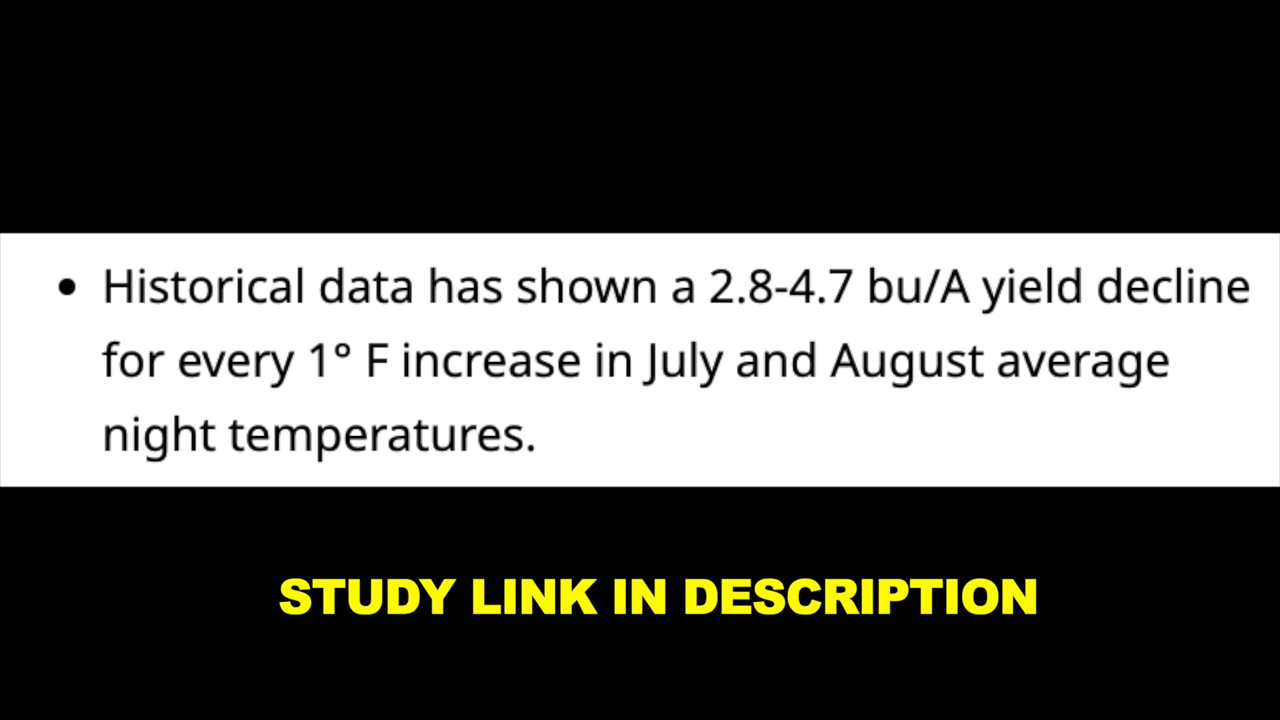 • Historical data has shown a 2.8-4.7 bu/A yield decline
for every 1° F increase in July and August average
night temperatures.
STUDY LINK IN DESCRIPTION